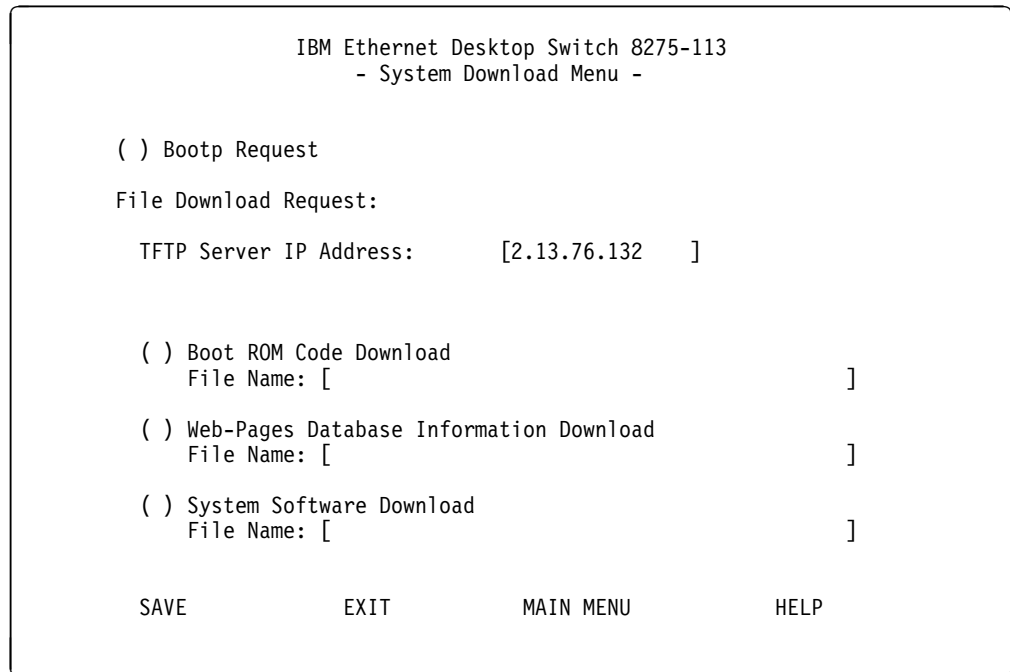 IBM Ethernet Desktop Switch 8275-113
- System Download Menu -
( ) Bootp Request
File Download Request:
TFTP Server IP Address: [2.13.76.132 ]
( ) Boot ROM Code Download
File Name: [ ]
( ) Web-Pages Database Information Download
File Name: [ ]
( ) System Software Download
File Name: [ ]
SAVE EXIT MAIN MENU HELP